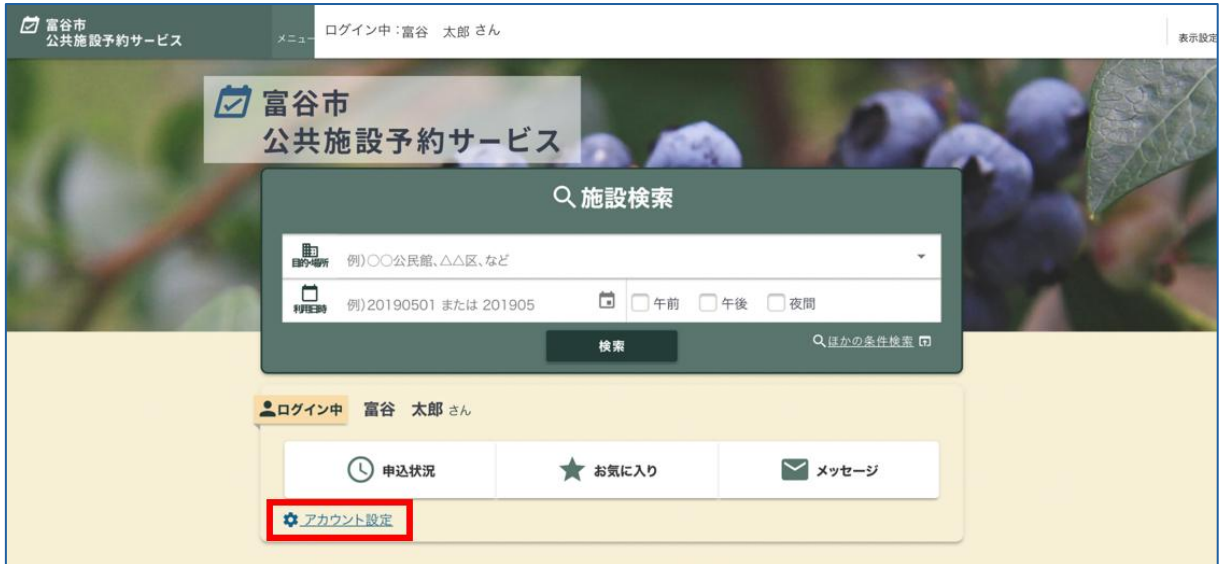 富谷市
公共施設予約サービス
メニュー
ログイン中：富谷　太郎 さん
表示設定
富谷市
公共施設予約サービス
施設検索
目的・場所
例)〇〇公民館、△△区、など
利用日時
例)20190501 または 201905
午前 午後 夜間
検索
ほかの条件検索
ログイン中 富谷　太郎 さん
申込状況 お気に入り メッセージ
アカウント設定